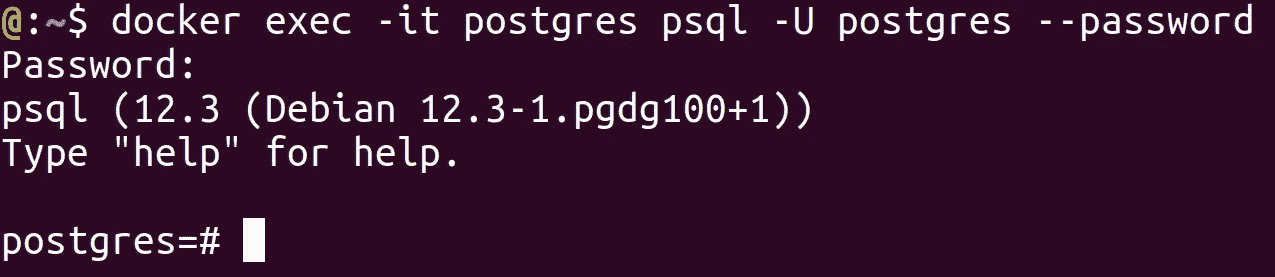 @:~$ docker exec -it postgres psql -U postgres --password
Password:
psql (12.3 (Debian 12.3-1.pgdg100+1))
Type "help" for help.
postgres=#